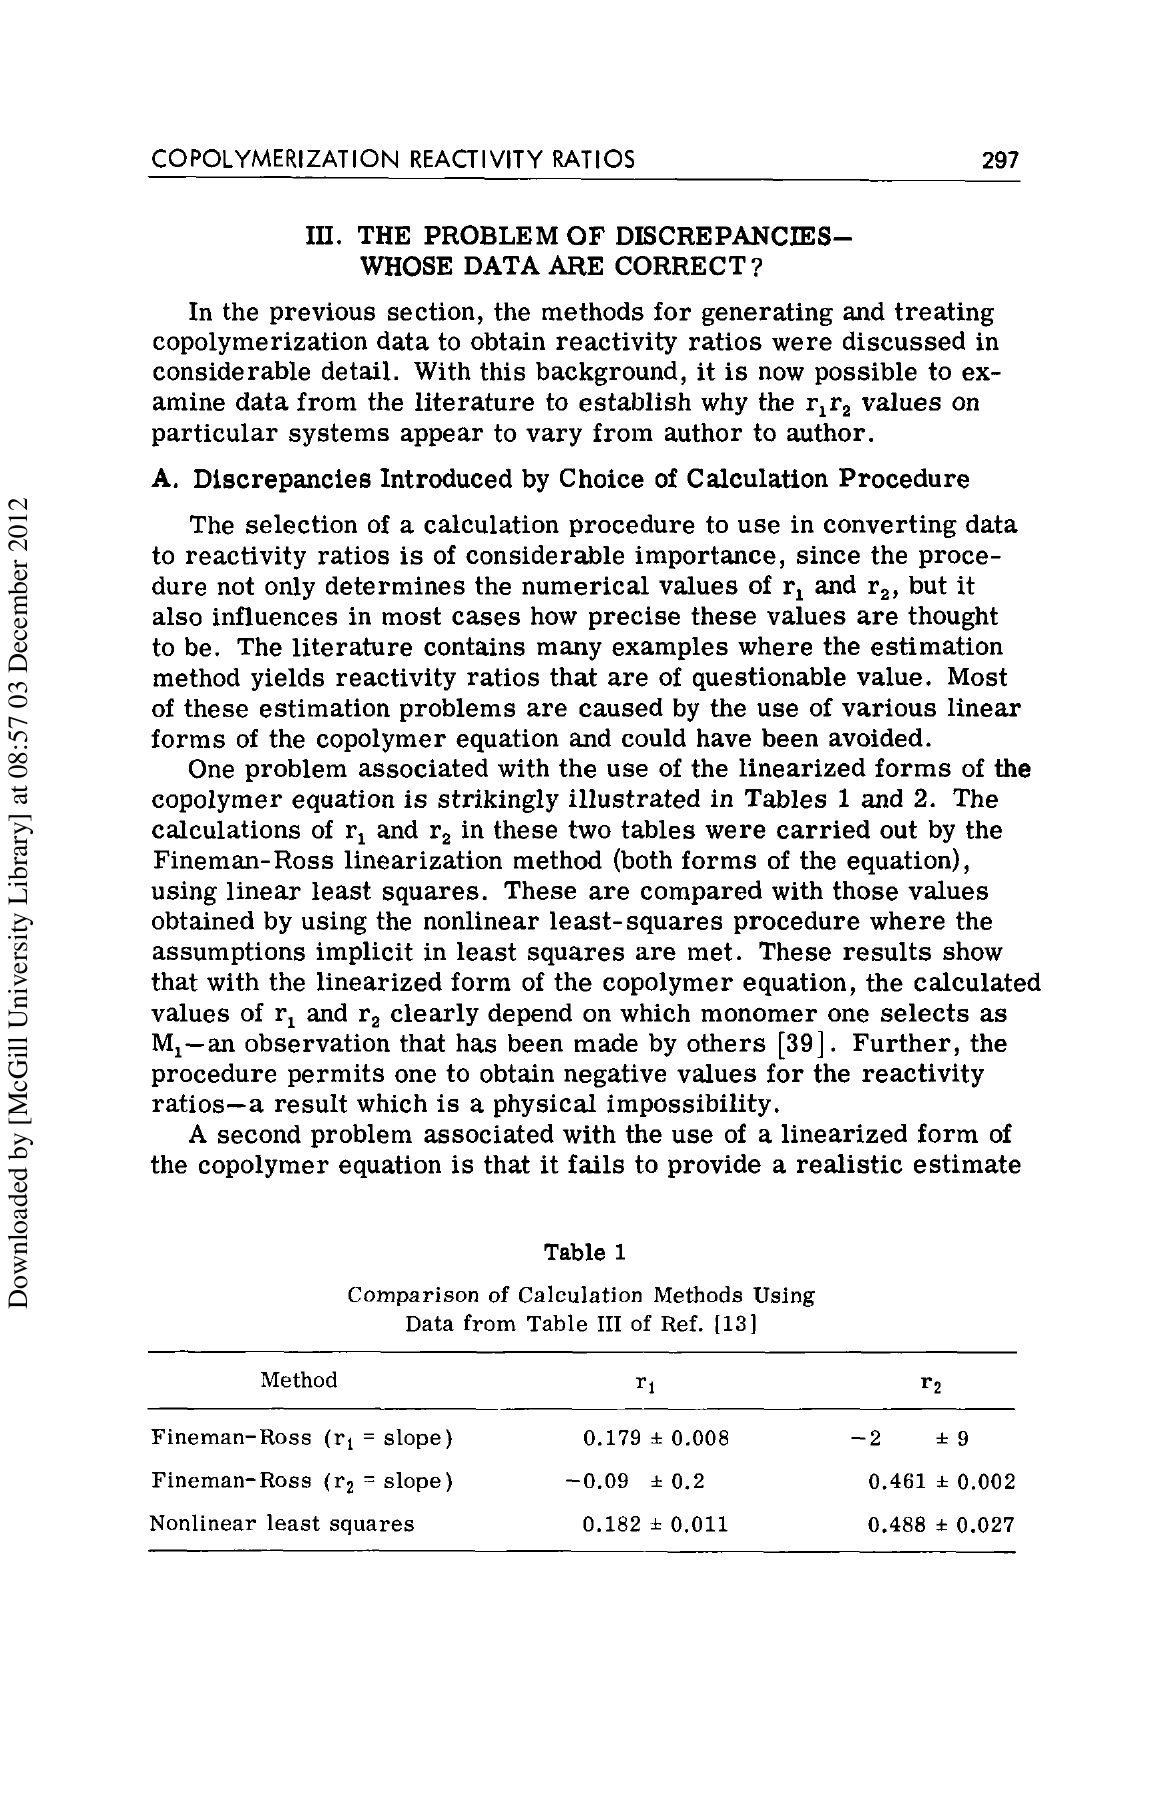 COPOLYMERIZATION REACTIVITY RATIOS 297
III. THE PROBLEM OF DISCREPANCIES—
WHOSE DATA ARE CORRECT?
In the previous section, the methods for generating and treating
copolymerization data to obtain reactivity ratios were discussed in
considerable detail. With this background, it is now possible to ex-
amine data from the literature to establish why the r₁r₂ values on
particular systems appear to vary from author to author.
A. Discrepancies Introduced by Choice of Calculation Procedure
The selection of a calculation procedure to use in converting data
to reactivity ratios is of considerable importance, since the proce-
dure not only determines the numerical values of r₁ and r₂, but it
also influences in most cases how precise these values are thought
to be. The literature contains many examples where the estimation
method yields reactivity ratios that are of questionable value. Most
of these estimation problems are caused by the use of various linear
forms of the copolymer equation and could have been avoided.
One problem associated with the use of the linearized forms of the
copolymer equation is strikingly illustrated in Tables 1 and 2. The
calculations of r₁ and r₂ in these two tables were carried out by the
Fineman-Ross linearization method (both forms of the equation),
using linear least squares. These are compared with those values
obtained by using the nonlinear least-squares procedure where the
assumptions implicit in least squares are met. These results show
that with the linearized form of the copolymer equation, the calculated
values of r₁ and r₂ clearly depend on which monomer one selects as
M₁—an observation that has been made by others [39]. Further, the
procedure permits one to obtain negative values for the reactivity
ratios—a result which is a physical impossibility.
A second problem associated with the use of a linearized form of
the copolymer equation is that it fails to provide a realistic estimate
Table 1
Comparison of Calculation Methods Using
Data from Table III of Ref. [13]
Method r₁ r₂
Fineman-Ross (r₁ = slope) 0.179 ± 0.008 −2 ± 9
Fineman-Ross (r₂ = slope) −0.09 ± 0.2 0.461 ± 0.002
Nonlinear least squares 0.182 ± 0.011 0.488 ± 0.027
Downloaded by [McGill University Library] at 08:57 03 December 2012